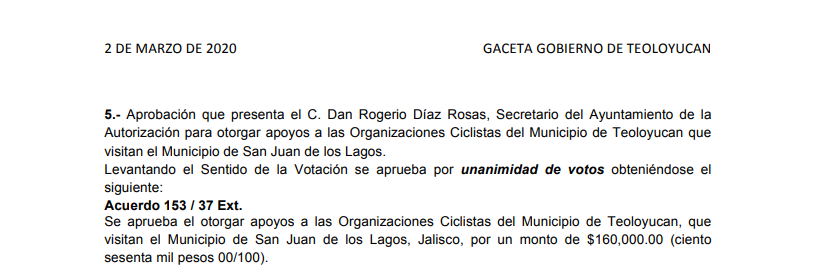 2 DE MARZO DE 2020 GACETA GOBIERNO DE TEOLOYUCAN
5.- Aprobación que presenta el C. Dan Rogerio Díaz Rosas, Secretario del Ayuntamiento de la
Autorización para otorgar apoyos a las Organizaciones Ciclistas del Municipio de Teoloyucan que
visitan el Municipio de San Juan de los Lagos.
Levantando el Sentido de la Votación se aprueba por unanimidad de votos obteniéndose el
siguiente:
Acuerdo 153 / 37 Ext.
Se aprueba el otorgar apoyos a las Organizaciones Ciclistas del Municipio de Teoloyucan, que
visitan el Municipio de San Juan de los Lagos, Jalisco, por un monto de $160,000.00 (ciento
sesenta mil pesos 00/100).